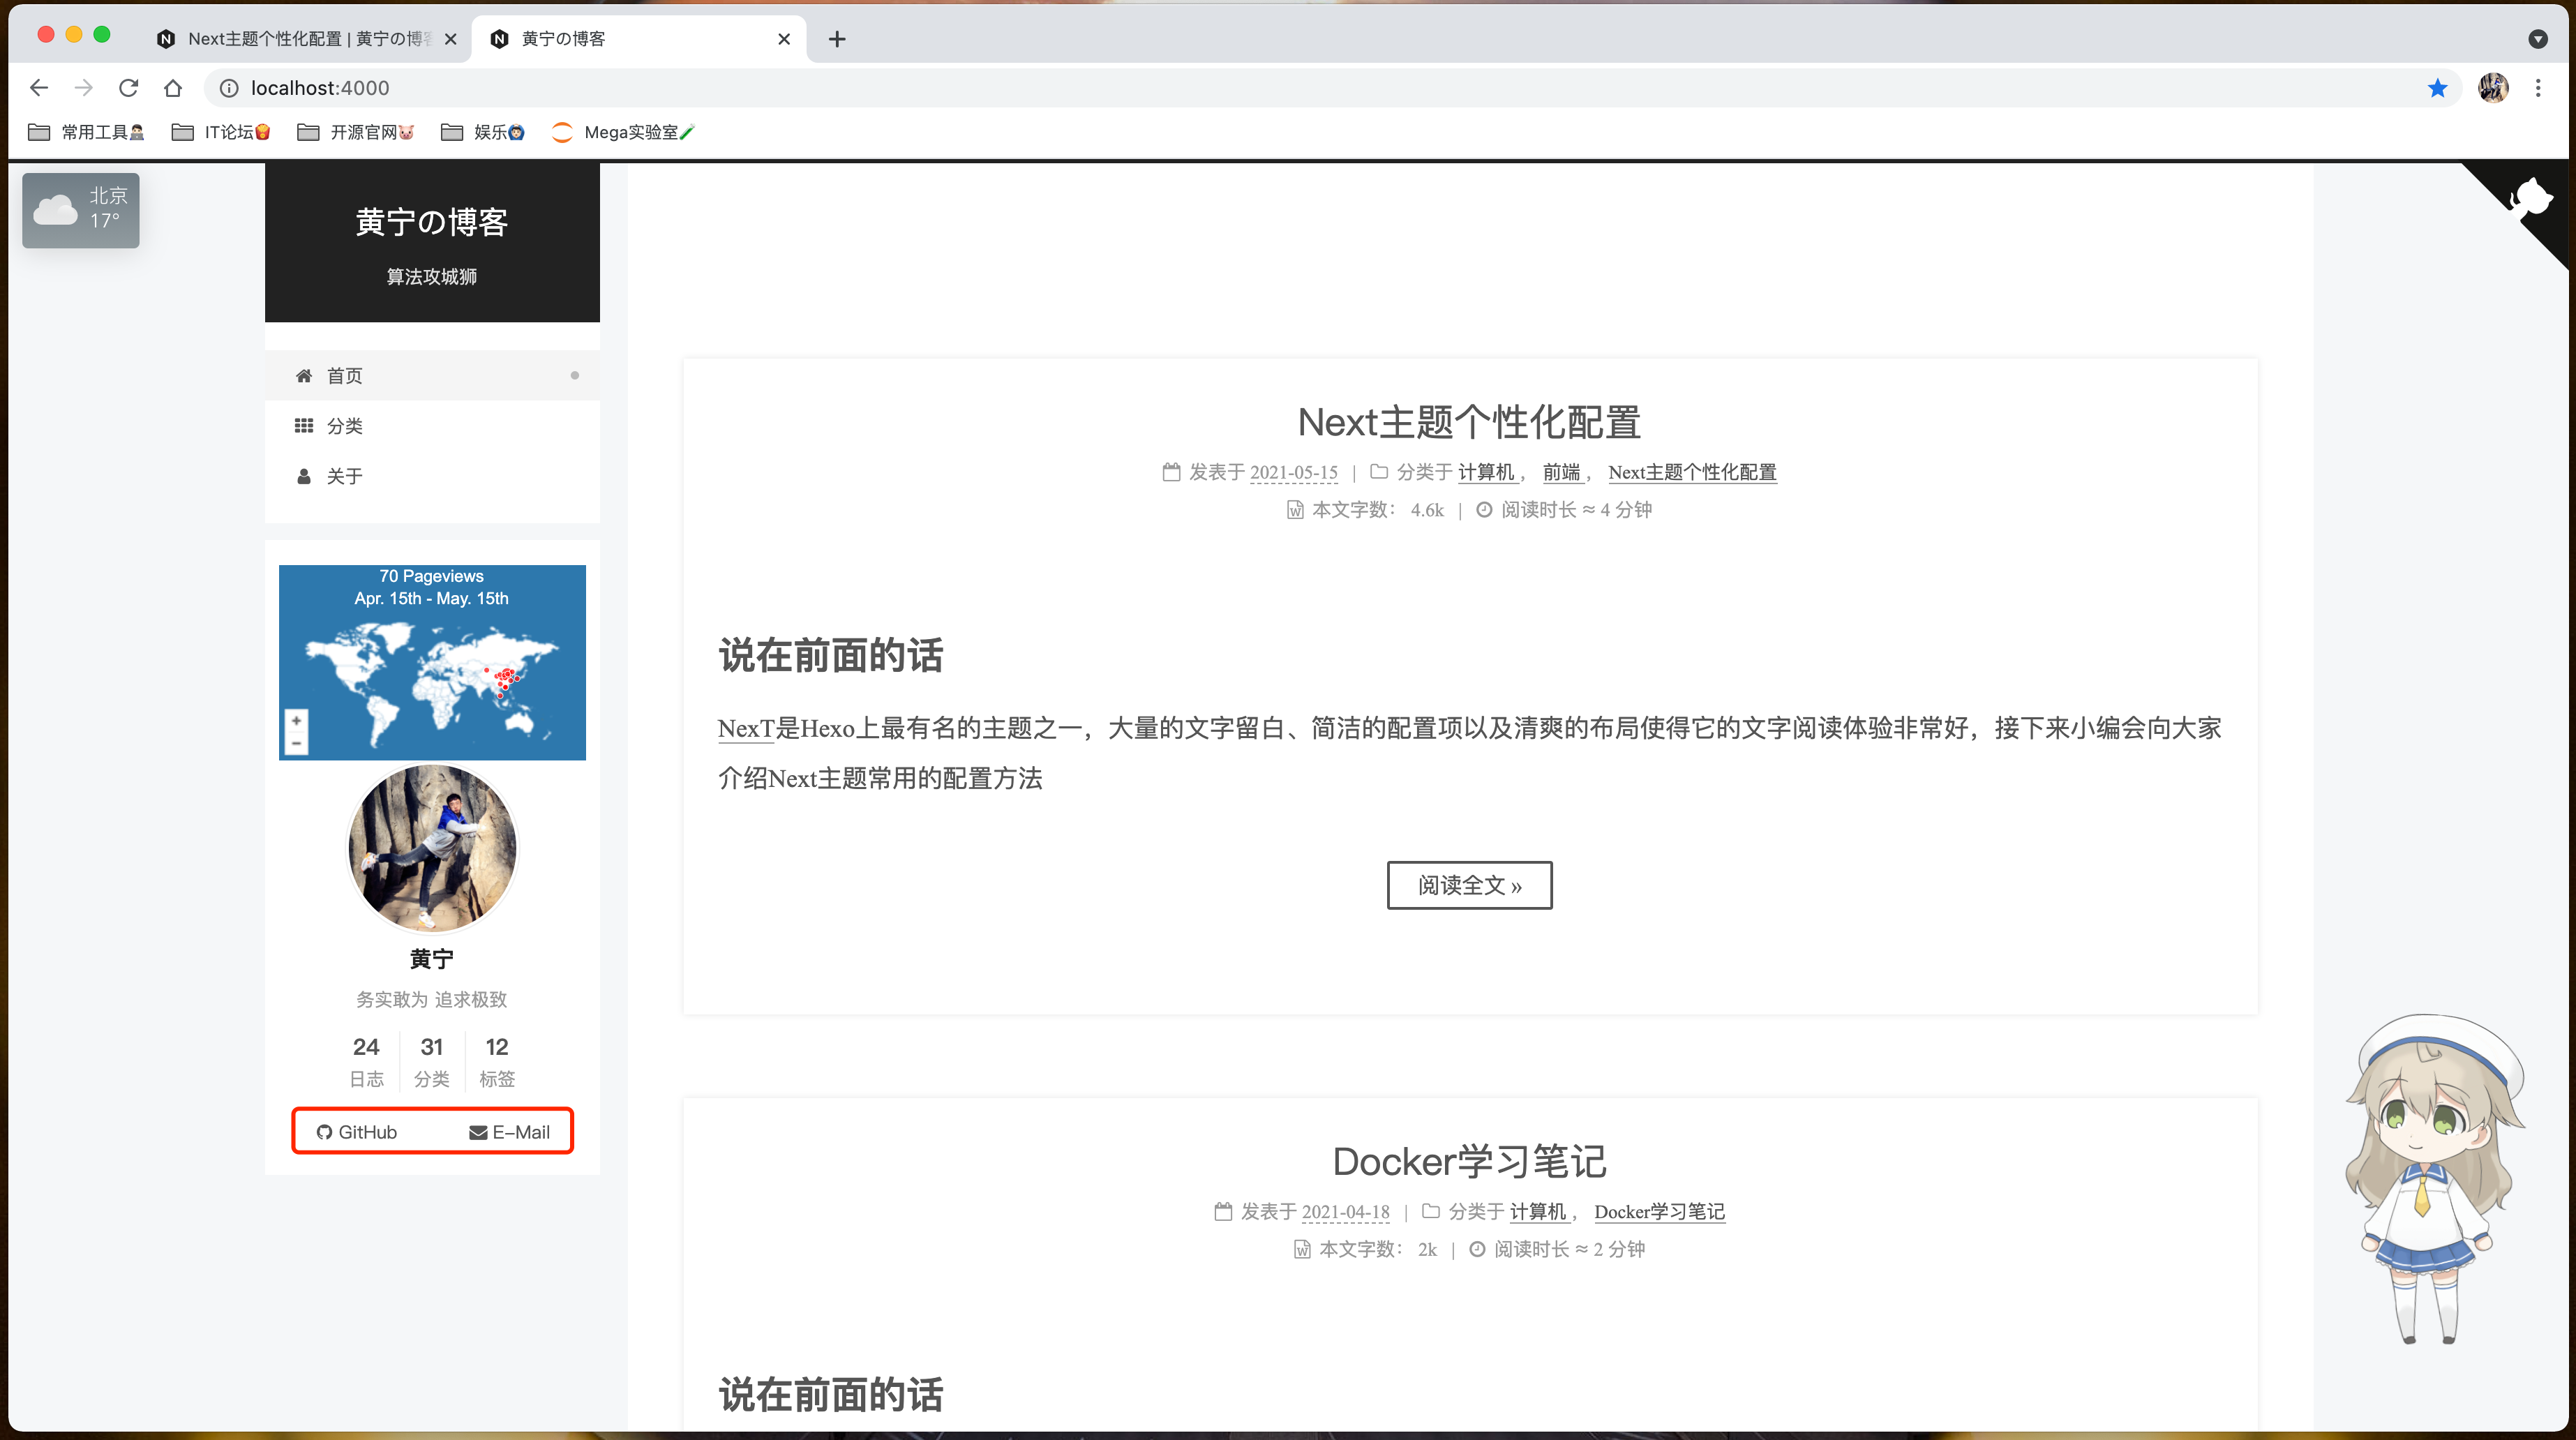 Next主题个性化配置 | 黄宁の博
黄宁の博客
localhost:4000
常用工具
IT论坛
开源官网
娱乐
Mega实验室
北京
17°
黄宁の博客
算法攻城狮
首页
分类
关于
70 Pageviews
Apr. 15th - May. 15th
+
−
黄宁
务实敢为 追求极致
24 31 12
日志 分类 标签
GitHub E-Mail
Next主题个性化配置
发表于 2021-05-15 | 分类于 计算机 ， 前端 ， Next主题个性化配置
本文字数： 4.6k | 阅读时长 ≈ 4 分钟
说在前面的话
NexT是Hexo上最有名的主题之一，大量的文字留白、简洁的配置项以及清爽的布局使得它的文字阅读体验非常好，接下来小编会向大家
介绍Next主题常用的配置方法
阅读全文 »
Docker学习笔记
发表于 2021-04-18 | 分类于 计算机 ， Docker学习笔记
本文字数： 2k | 阅读时长 ≈ 2 分钟
说在前面的话